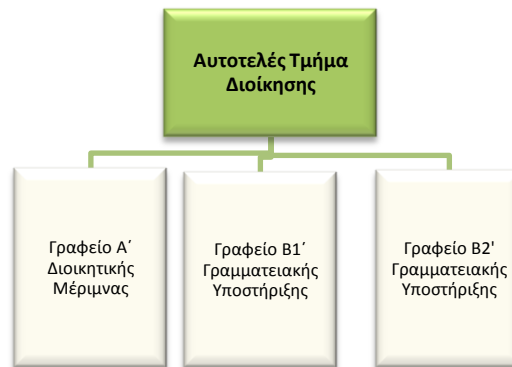 Αυτοτελές Τμήμα
Διοίκησης
Γραφείο Α΄
Διοικητικής
Μέριμνας
Γραφείο Β1΄
Γραμματειακής
Υποστήριξης
Γραφείο Β2'
Γραμματειακής
Υποστήριξης